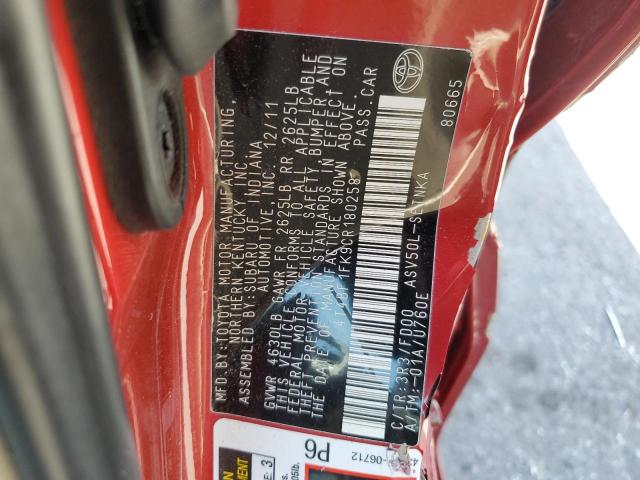 MFD BY:TOYOTA MOTOR MANUFACTURING,
NORTHERN KENTUCKY, INC.
ASSEMBLED BY:SUBARU OF INDIANA
AUTOMOTIVE, INC. 12/11
GVWR 4630LB GAWR FR 2625LB RR 2625LB
THIS VEHICLE CONFORMS TO ALL APPLICABLE
FEDERAL MOTOR VEHICLE SAFETY, BUMPER, AND
THEFT PREVENTION STANDARDS IN EFFECT ON
THE DATE OF MANUFACTURE SHOWN ABOVE.
1FK9CR180258 PASS.CAR
C/TR:3R3 FD00 ASV50L-
A/TM:-01A/U760E
80665
06712
P6